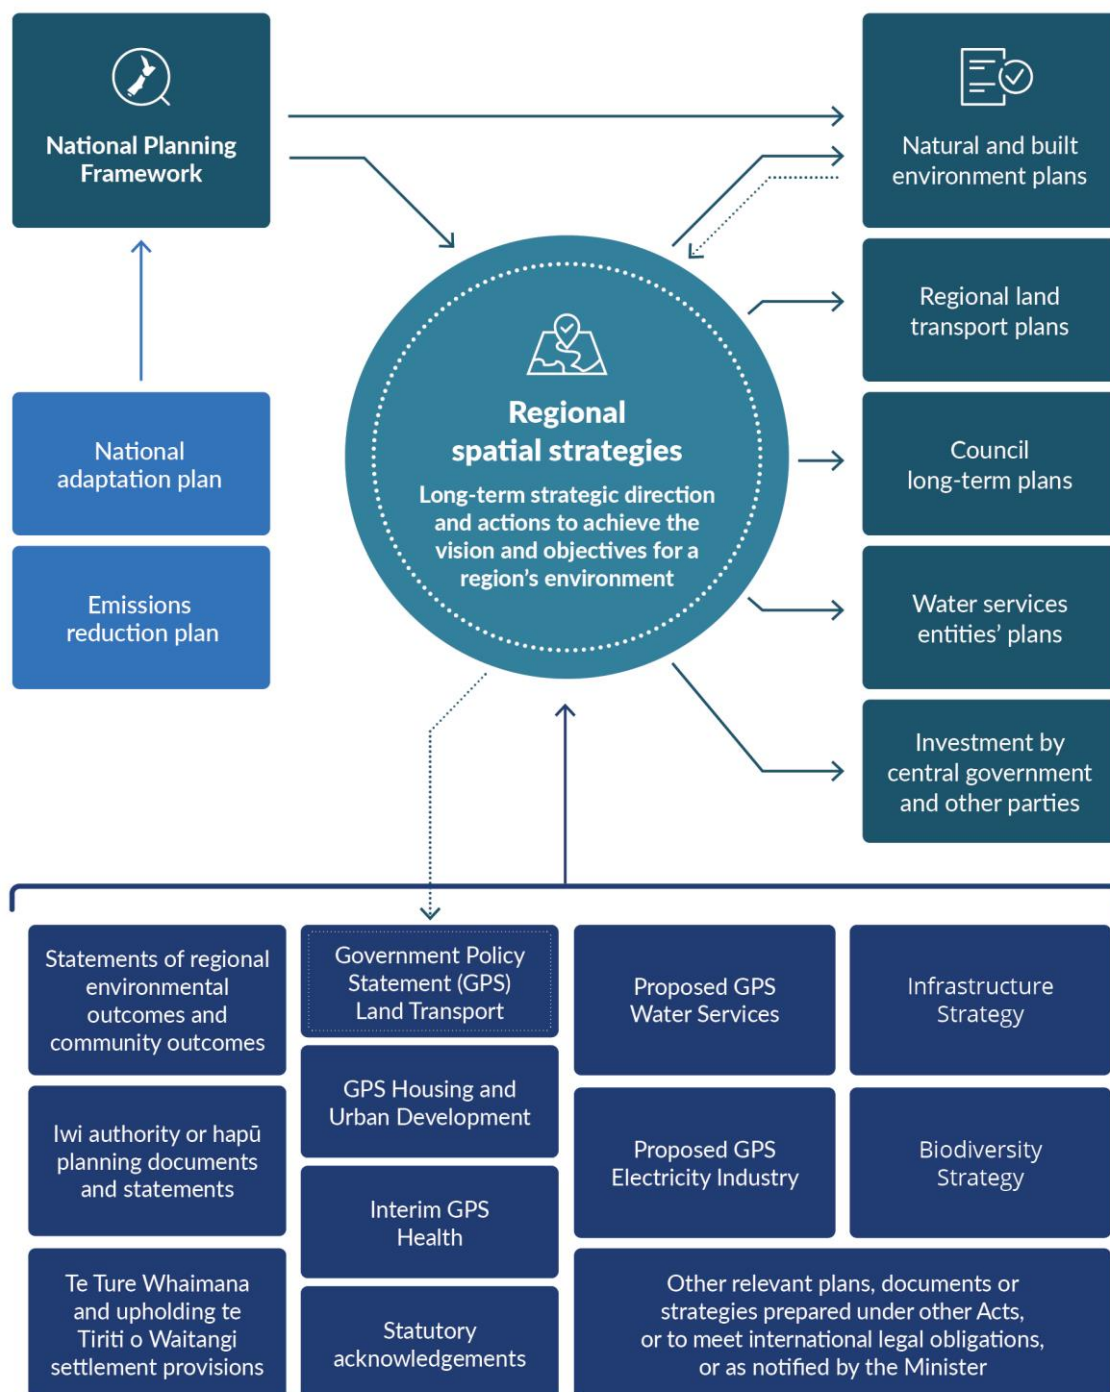 National Planning
Framework
Natural and built
environment plans
Regional land
transport plans
National
adaptation plan
Emissions
reduction plan
Regional
spatial strategies
Long-term strategic direction
and actions to achieve the
vision and objectives for a
region’s environment
Council
long-term plans
Water services
entities’ plans
Investment by
central government
and other parties
Statements of regional
environmental
outcomes and
community outcomes
Iwi authority or hapū
planning documents
and statements
Te Ture Whaimana
and upholding te
Tiriti o Waitangi
settlement provisions
Government Policy
Statement (GPS)
Land Transport
GPS Housing and
Urban Development
Interim GPS
Health
Statutory
acknowledgements
Proposed GPS
Water Services
Infrastructure
Strategy
Proposed GPS
Electricity Industry
Biodiversity
Strategy
Other relevant plans, documents or
strategies prepared under other Acts,
or to meet international legal obligations,
or as notified by the Minister